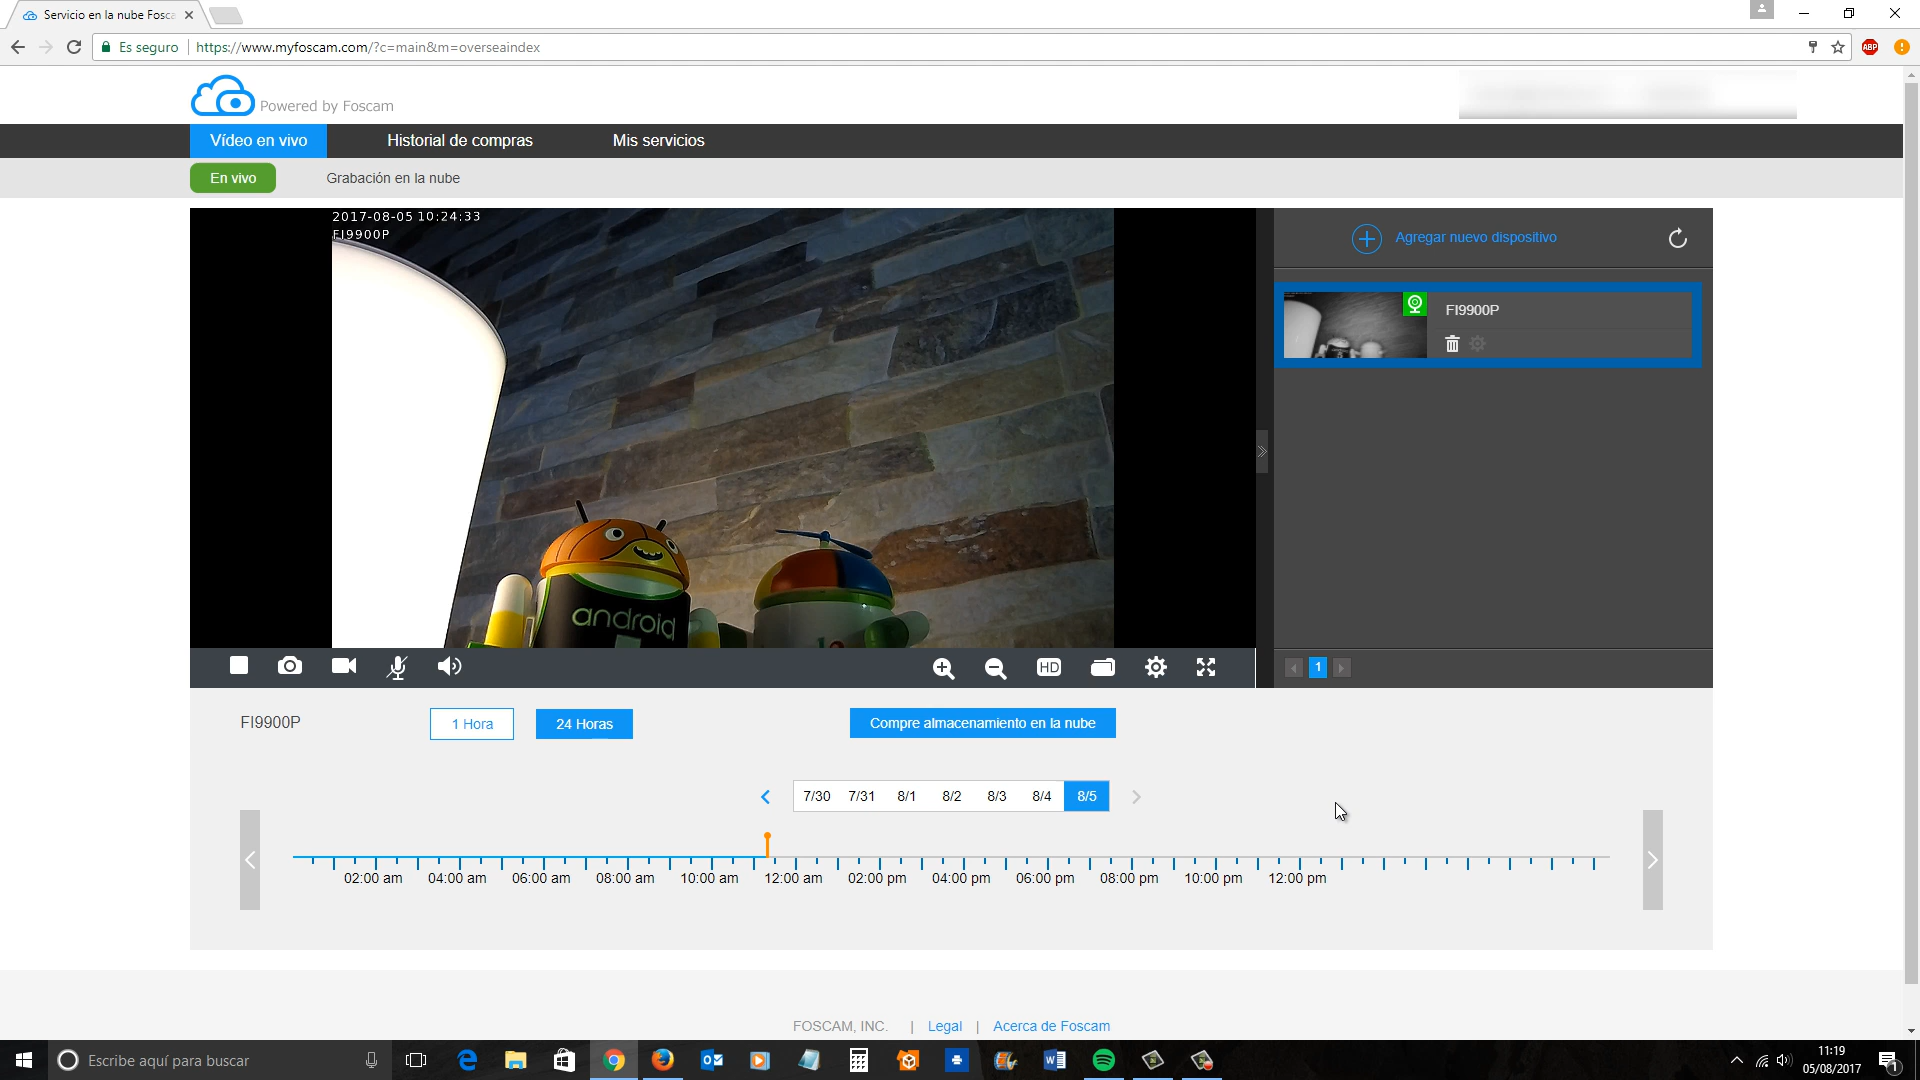 Servicio en la nube Fosca
Es seguro
https://www.myfoscam.com/?c=main&m=overseaindex
ABP
Powered by Foscam
Vídeo en vivo
Historial de compras
Mis servicios
En vivo
Grabación en la nube
2017-08-05 10:24:33
FI9900P
android
Agregar nuevo dispositivo
FI9900P
HD
1
FI9900P
1 Hora
24 Horas
Compre almacenamiento en la nube
7/30 7/31 8/1 8/2 8/3 8/4 8/5
02:00 am 04:00 am 06:00 am 08:00 am 10:00 am 12:00 am 02:00 pm 04:00 pm 06:00 pm 08:00 pm 10:00 pm 12:00 pm
FOSCAM, INC. | Legal | Acerca de Foscam
Escribe aquí para buscar
11:19
05/08/2017
1